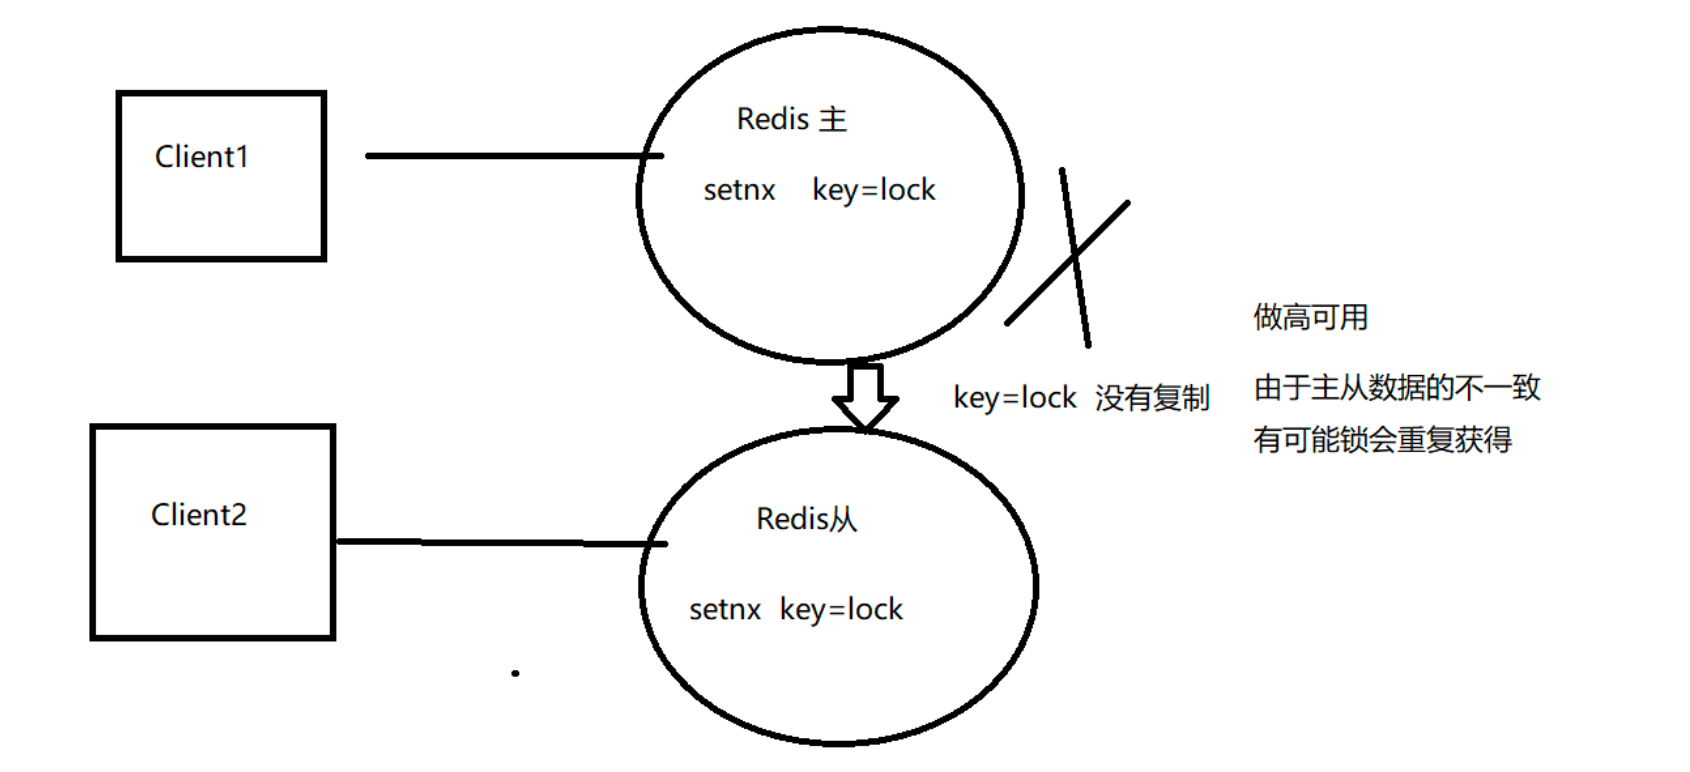 Client1
Redis 主
setnx key=lock
做高可用
key=lock 没有复制
由于主从数据的不一致
有可能锁会重复获得
Client2
Redis从
setnx key=lock